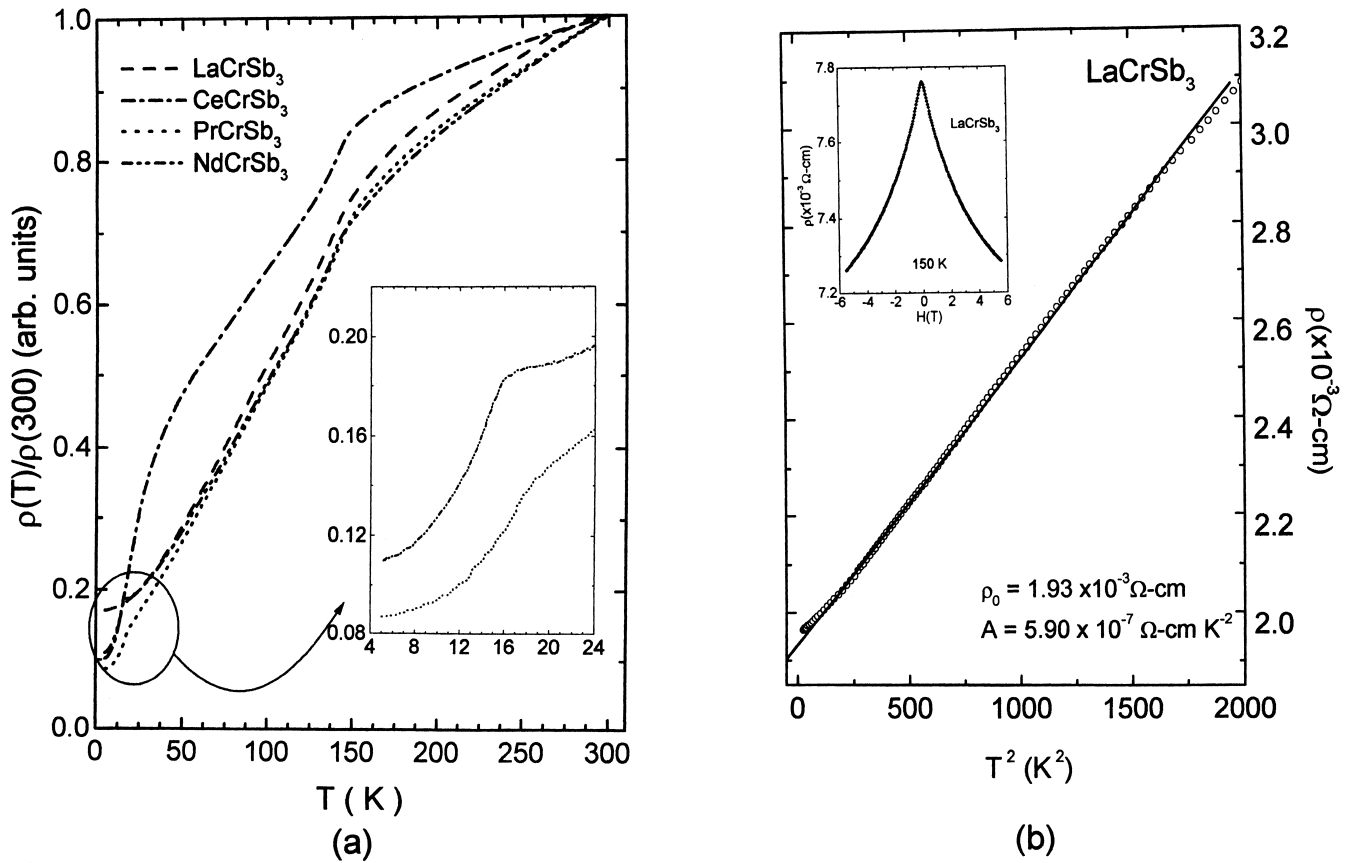 1.0
0.8
0.6
0.4
0.2
0.0
ρ(T)/ρ(300) (arb. units)
LaCrSb₃
CeCrSb₃
PrCrSb₃
NdCrSb₃
0.20
0.16
0.12
0.08
4 8 12 16 20 24
0 50 100 150 200 250 300
T ( K )
(a)
LaCrSb₃
7.8
7.6
7.4
7.2
ρ(x10⁻³ Ω-cm)
LaCrSb₃
150 K
-6 -4 -2 0 2 4 6
H(T)
3.2
3.0
2.8
2.6
2.4
2.2
2.0
ρ(x10⁻³Ω-cm)
ρ₀ = 1.93 x10⁻³Ω-cm
A = 5.90 x 10⁻⁷ Ω-cm K⁻²
0 500 1000 1500 2000
T² (K²)
(b)